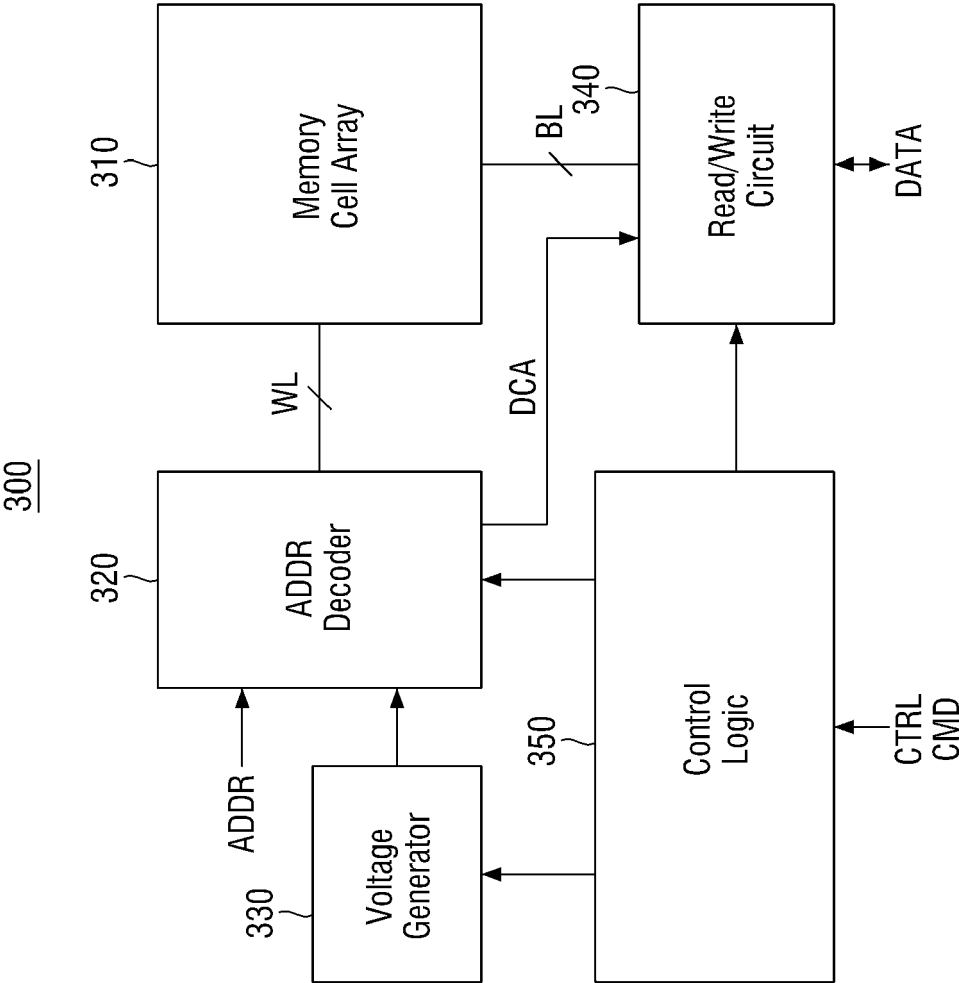 300
310
Memory
Cell Array
WL
BL
340
Read/Write
Circuit
DATA
DCA
320
ADDR
Decoder
ADDR
330
Voltage
Generator
350
Control
Logic
CTRL
CMD